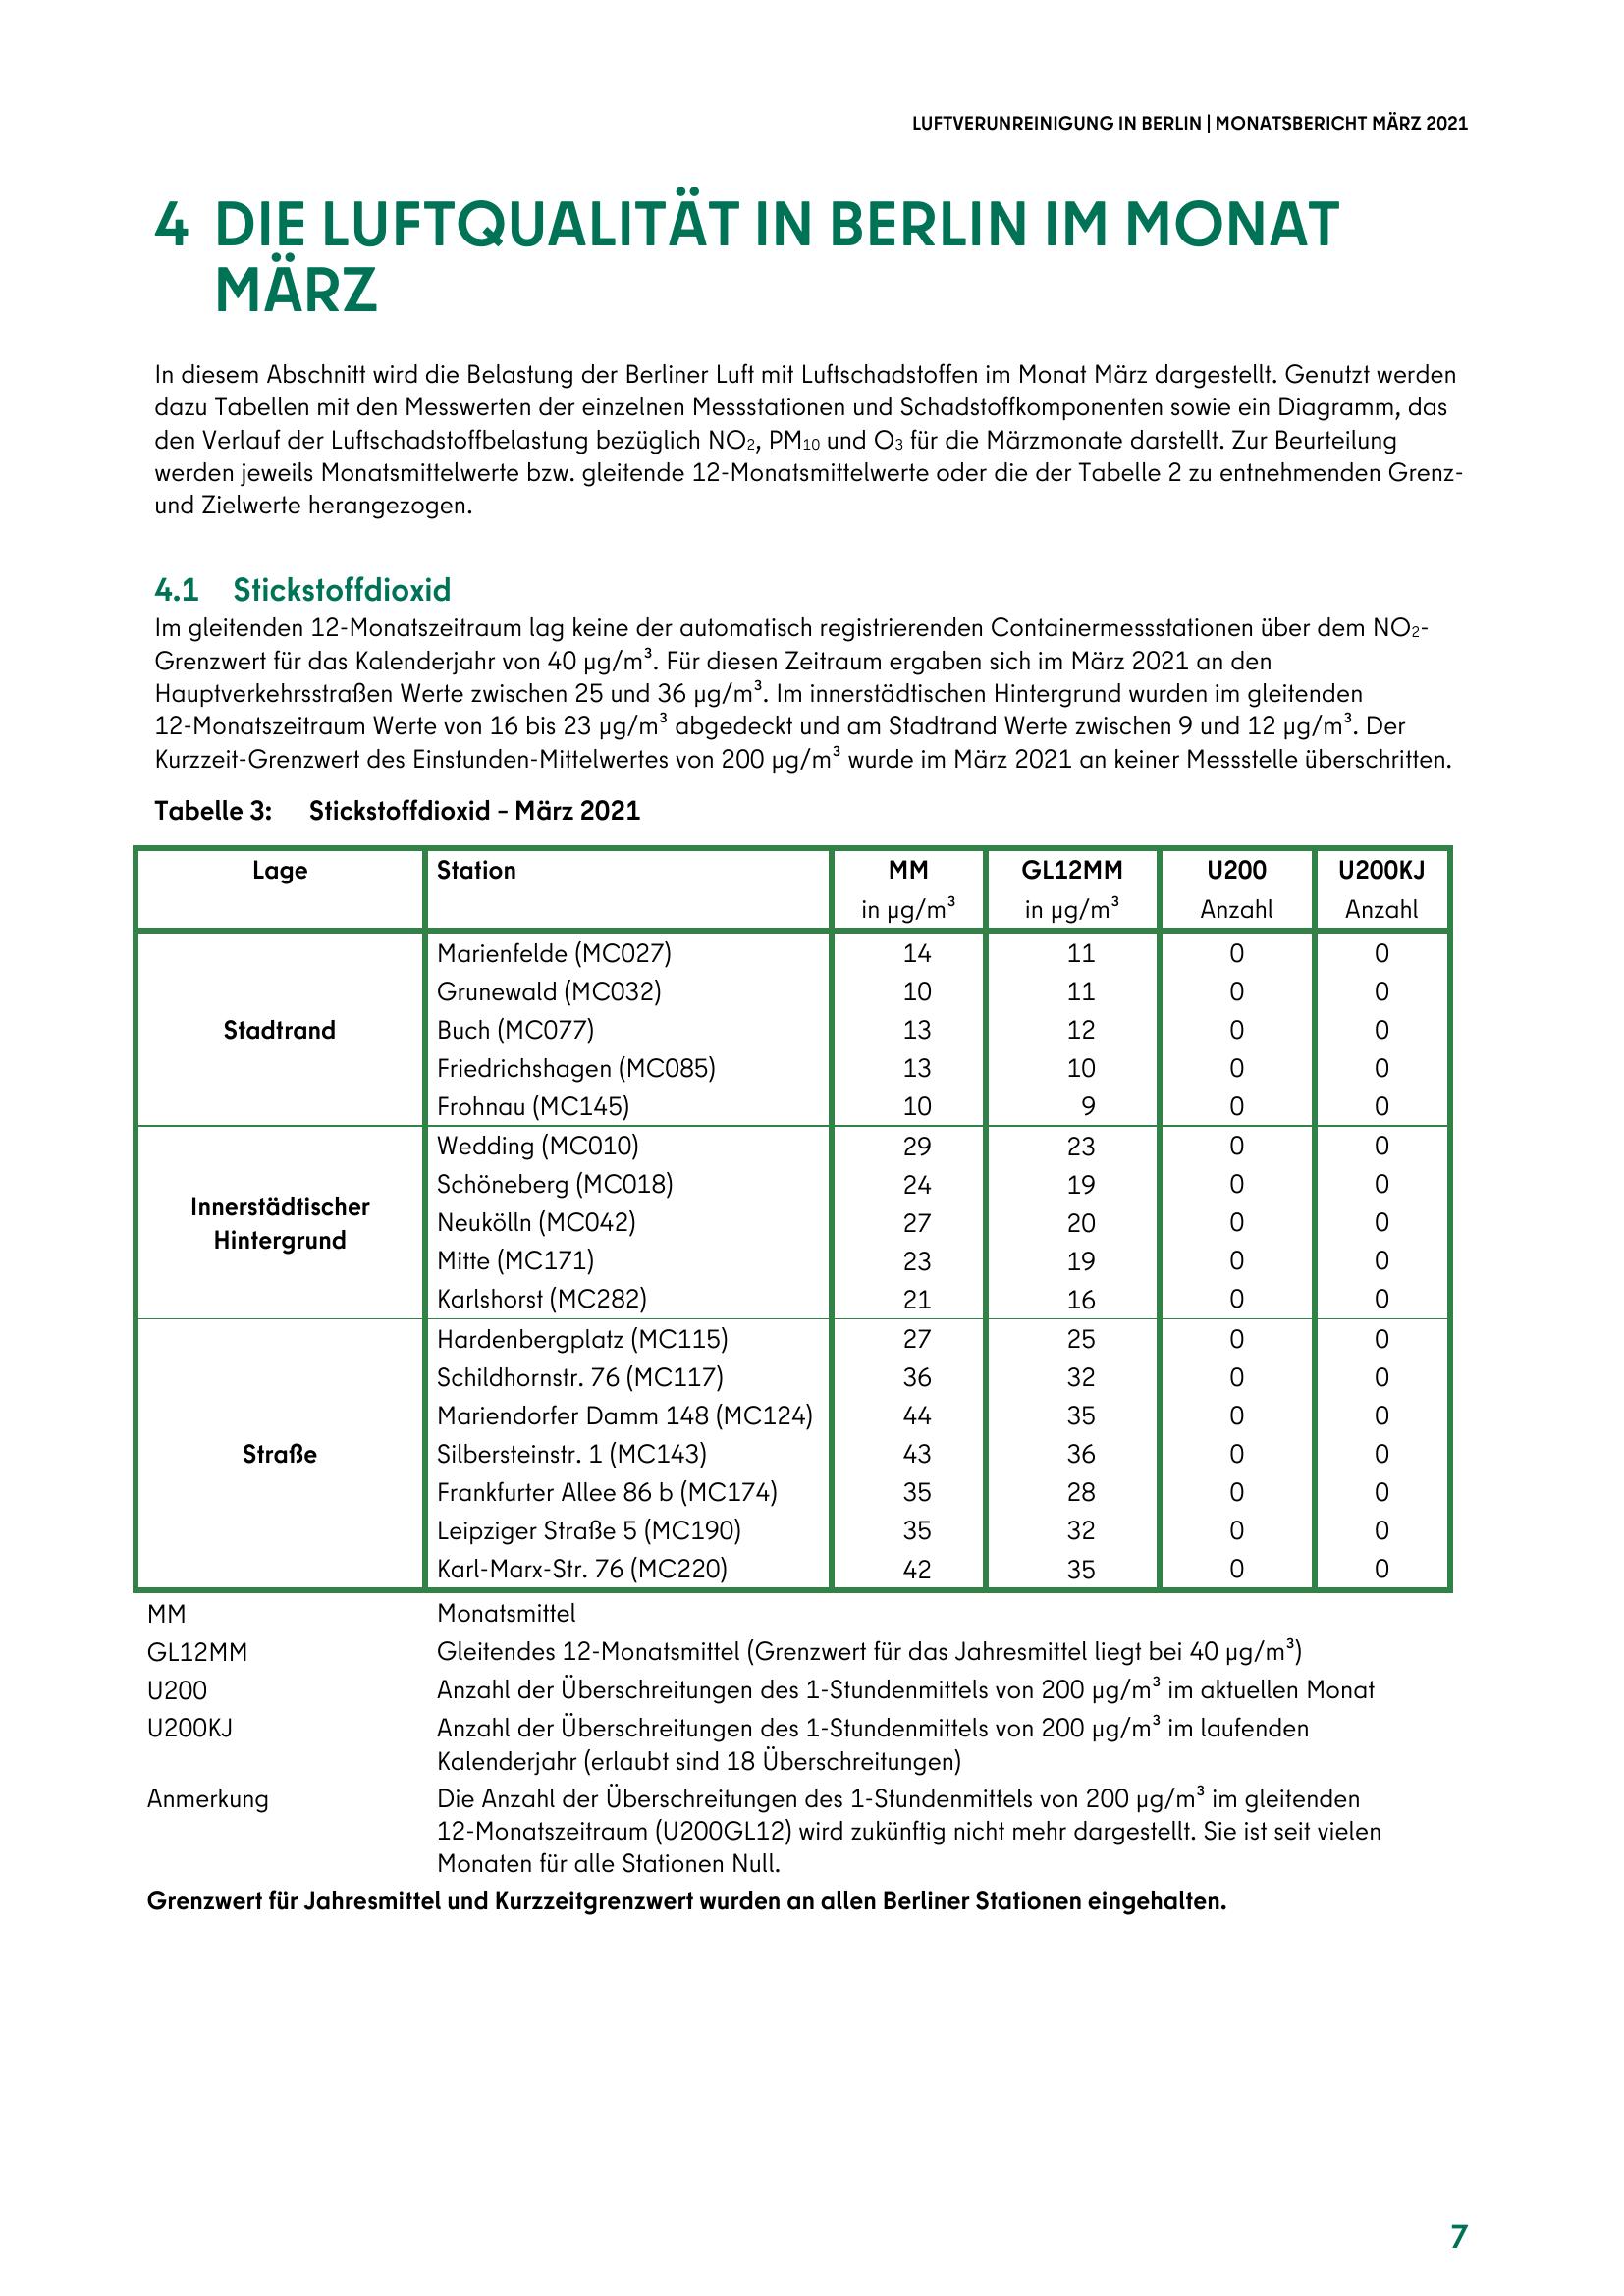 LUFTVERUNREINIGUNG IN BERLIN | MONATSBERICHT MÄRZ 2021
4 DIE LUFTQUALITÄT IN BERLIN IM MONAT
MÄRZ
In diesem Abschnitt wird die Belastung der Berliner Luft mit Luftschadstoffen im Monat März dargestellt. Genutzt werden
dazu Tabellen mit den Messwerten der einzelnen Messstationen und Schadstoffkomponenten sowie ein Diagramm, das
den Verlauf der Luftschadstoffbelastung bezüglich NO₂, PM₁₀ und O₃ für die Märzmonate darstellt. Zur Beurteilung
werden jeweils Monatsmittelwerte bzw. gleitende 12-Monatsmittelwerte oder die der Tabelle 2 zu entnehmenden Grenz-
und Zielwerte herangezogen.
4.1 Stickstoffdioxid
Im gleitenden 12-Monatszeitraum lag keine der automatisch registrierenden Containermessstationen über dem NO₂-
Grenzwert für das Kalenderjahr von 40 µg/m³. Für diesen Zeitraum ergaben sich im März 2021 an den
Hauptverkehrsstraßen Werte zwischen 25 und 36 µg/m³. Im innerstädtischen Hintergrund wurden im gleitenden
12-Monatszeitraum Werte von 16 bis 23 µg/m³ abgedeckt und am Stadtrand Werte zwischen 9 und 12 µg/m³. Der
Kurzzeit-Grenzwert des Einstunden-Mittelwertes von 200 µg/m³ wurde im März 2021 an keiner Messstelle überschritten.
Tabelle 3: Stickstoffdioxid – März 2021
Lage Station MM GL12MM U200 U200KJ
in µg/m³ in µg/m³ Anzahl Anzahl
Marienfelde (MC027) 14 11 0 0
Grunewald (MC032) 10 11 0 0
Stadtrand Buch (MC077) 13 12 0 0
Friedrichshagen (MC085) 13 10 0 0
Frohnau (MC145) 10 9 0 0
Wedding (MC010) 29 23 0 0
Schöneberg (MC018) 24 19 0 0
Innerstädtischer
Hintergrund
Neukölln (MC042) 27 20 0 0
Mitte (MC171) 23 19 0 0
Karlshorst (MC282) 21 16 0 0
Hardenbergplatz (MC115) 27 25 0 0
Schildhornstr. 76 (MC117) 36 32 0 0
Mariendorfer Damm 148 (MC124) 44 35 0 0
Straße Silbersteinstr. 1 (MC143) 43 36 0 0
Frankfurter Allee 86 b (MC174) 35 28 0 0
Leipziger Straße 5 (MC190) 35 32 0 0
Karl-Marx-Str. 76 (MC220) 42 35 0 0
MM Monatsmittel
GL12MM Gleitendes 12-Monatsmittel (Grenzwert für das Jahresmittel liegt bei 40 µg/m³)
U200 Anzahl der Überschreitungen des 1-Stundenmittels von 200 µg/m³ im aktuellen Monat
U200KJ Anzahl der Überschreitungen des 1-Stundenmittels von 200 µg/m³ im laufenden
Kalenderjahr (erlaubt sind 18 Überschreitungen)
Anmerkung Die Anzahl der Überschreitungen des 1-Stundenmittels von 200 µg/m³ im gleitenden
12-Monatszeitraum (U200GL12) wird zukünftig nicht mehr dargestellt. Sie ist seit vielen
Monaten für alle Stationen Null.
Grenzwert für Jahresmittel und Kurzzeitgrenzwert wurden an allen Berliner Stationen eingehalten.
7